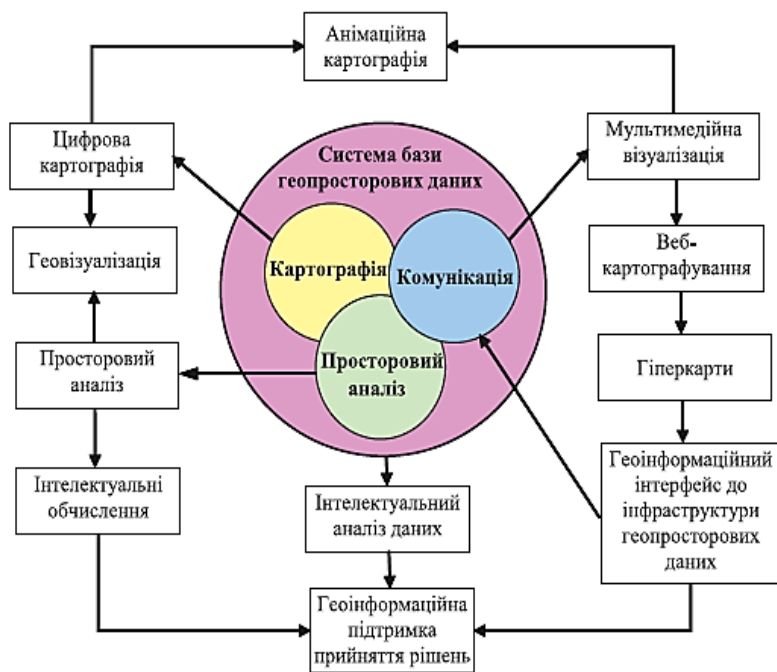 Анімаційна
картографія
Цифрова
картографія
Система бази
геопросторових даних
Мультимедійна
візуалізація
Геовізуалізація
Картографія
Комунікація
Веб-
картографування
Просторовий
аналіз
Просторовий
аналіз
Гіперкарти
Інтелектуальні
обчислення
Інтелектуальний
аналіз даних
Геоінформаційний
інтерфейс до
інфраструктури
геопросторових
даних
Геоінформаційна
підтримка
прийняття рішень